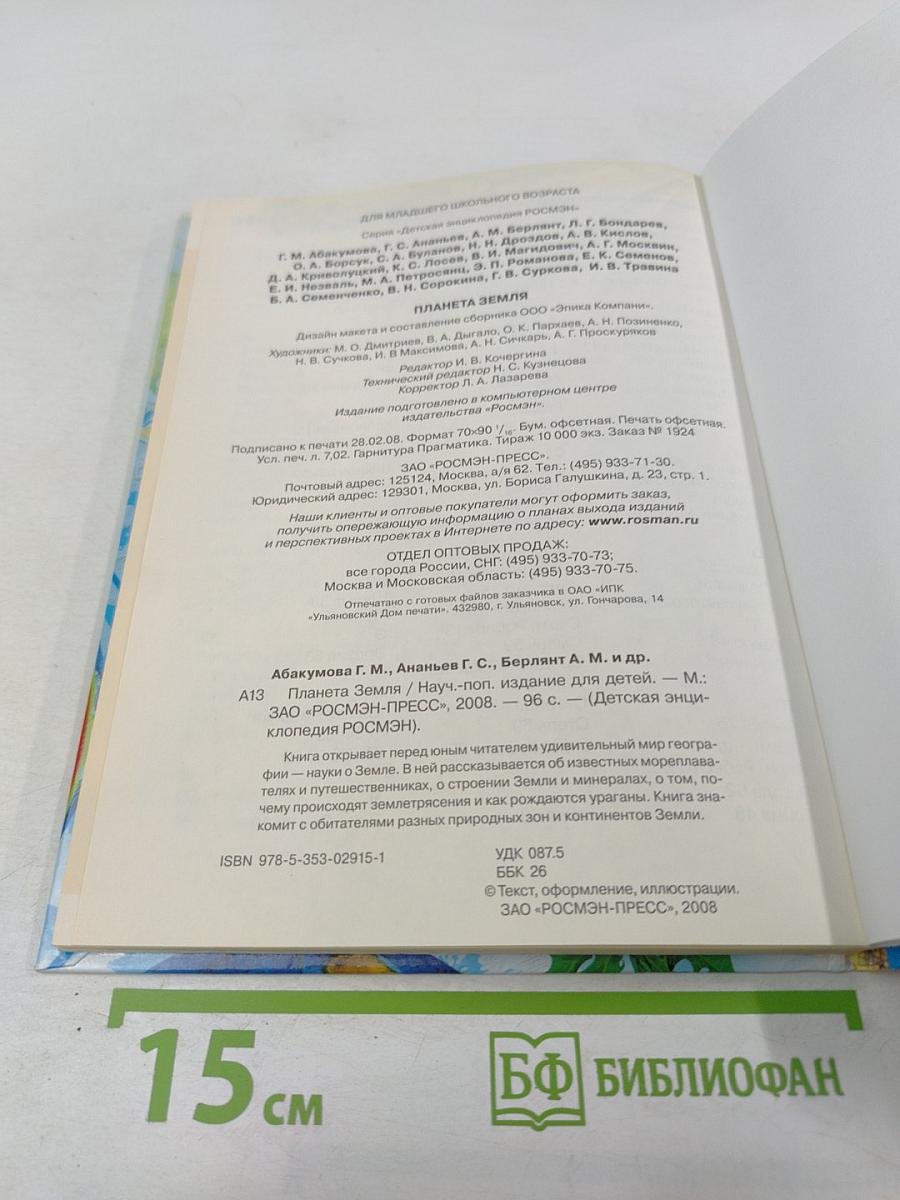 ДЛЯ МЛАДШЕГО ШКОЛЬНОГО ВОЗРАСТА
Серия «Детская энциклопедия РОСМЭН»
Г. М. Абакумова, Г. С. Ананьев, А. М. Берлянт, Л. Г. Бондарев,
О. А. Борсук, С. А. Буланов, Н. Н. Дроздов, А. В. Кислов,
Д. А. Криволуцкий, К. С. Лосев, В. И. Магидович, А. Г. Москвин,
Е. И. Незваль, М. А. Петросянц, Э. П. Романова, Е. К. Семенов,
Б. А. Семенченко, В. Н. Сорокина, Г. В. Суркова, И. В. Травина
ПЛАНЕТА ЗЕМЛЯ
Дизайн макета и составление сборника ООО «Эпика Компани».
Художники: М. О. Дмитриев, В. А. Дыгало, О. К. Пархаев, А. Н. Позиненко,
Н. В. Сучкова, И. В Максимова, А. Н. Сичкарь, А. Г. Проскуряков
Редактор И. В. Кочергина
Технический редактор Н. С. Кузнецова
Корректор Л. А. Лазарева
Издание подготовлено в компьютерном центре
издательства «Росмэн».
Подписано к печати 28.02.08. Формат 70×90 1/16. Бум. офсетная. Печать офсетная.
Усл. печ. л. 7,02. Гарнитура Прагматика. Тираж 10 000 экз. Заказ № 1924
ЗАО «РОСМЭН-ПРЕСС».
Почтовый адрес: 125124, Москва, а/я 62. Тел.: (495) 933-71-30.
Юридический адрес: 129301, Москва, ул. Бориса Галушкина, д. 23, стр. 1.
Наши клиенты и оптовые покупатели могут оформить заказ,
получить опережающую информацию о планах выхода изданий
и перспективных проектах в Интернете по адресу: www.rosman.ru
ОТДЕЛ ОПТОВЫХ ПРОДАЖ:
все города России, СНГ: (495) 933-70-73;
Москва и Московская область: (495) 933-70-75.
Отпечатано с готовых файлов заказчика в ОАО «ИПК
«Ульяновский Дом печати». 432980, г. Ульяновск, ул. Гончарова, 14
Абакумова Г. М., Ананьев Г. С., Берлянт А. М. и др.
А13 Планета Земля / Науч.-поп. издание для детей. — М.:
ЗАО «РОСМЭН-ПРЕСС», 2008. — 96 с. — (Детская энци-
клопедия РОСМЭН).
Книга открывает перед юным читателем удивительный мир геогра-
фии — науки о Земле. В ней рассказывается об известных мореплава-
телях и путешественниках, о строении Земли и минералах, о том, по-
чему происходят землетрясения и как рождаются ураганы. Книга зна-
комит с обитателями разных природных зон и континентов Земли.
ISBN 978-5-353-02915-1
УДК 087.5
ББК 26
© Текст, оформление, иллюстрации.
ЗАО «РОСМЭН-ПРЕСС», 2008
15 см
БФ БИБЛИОФАН